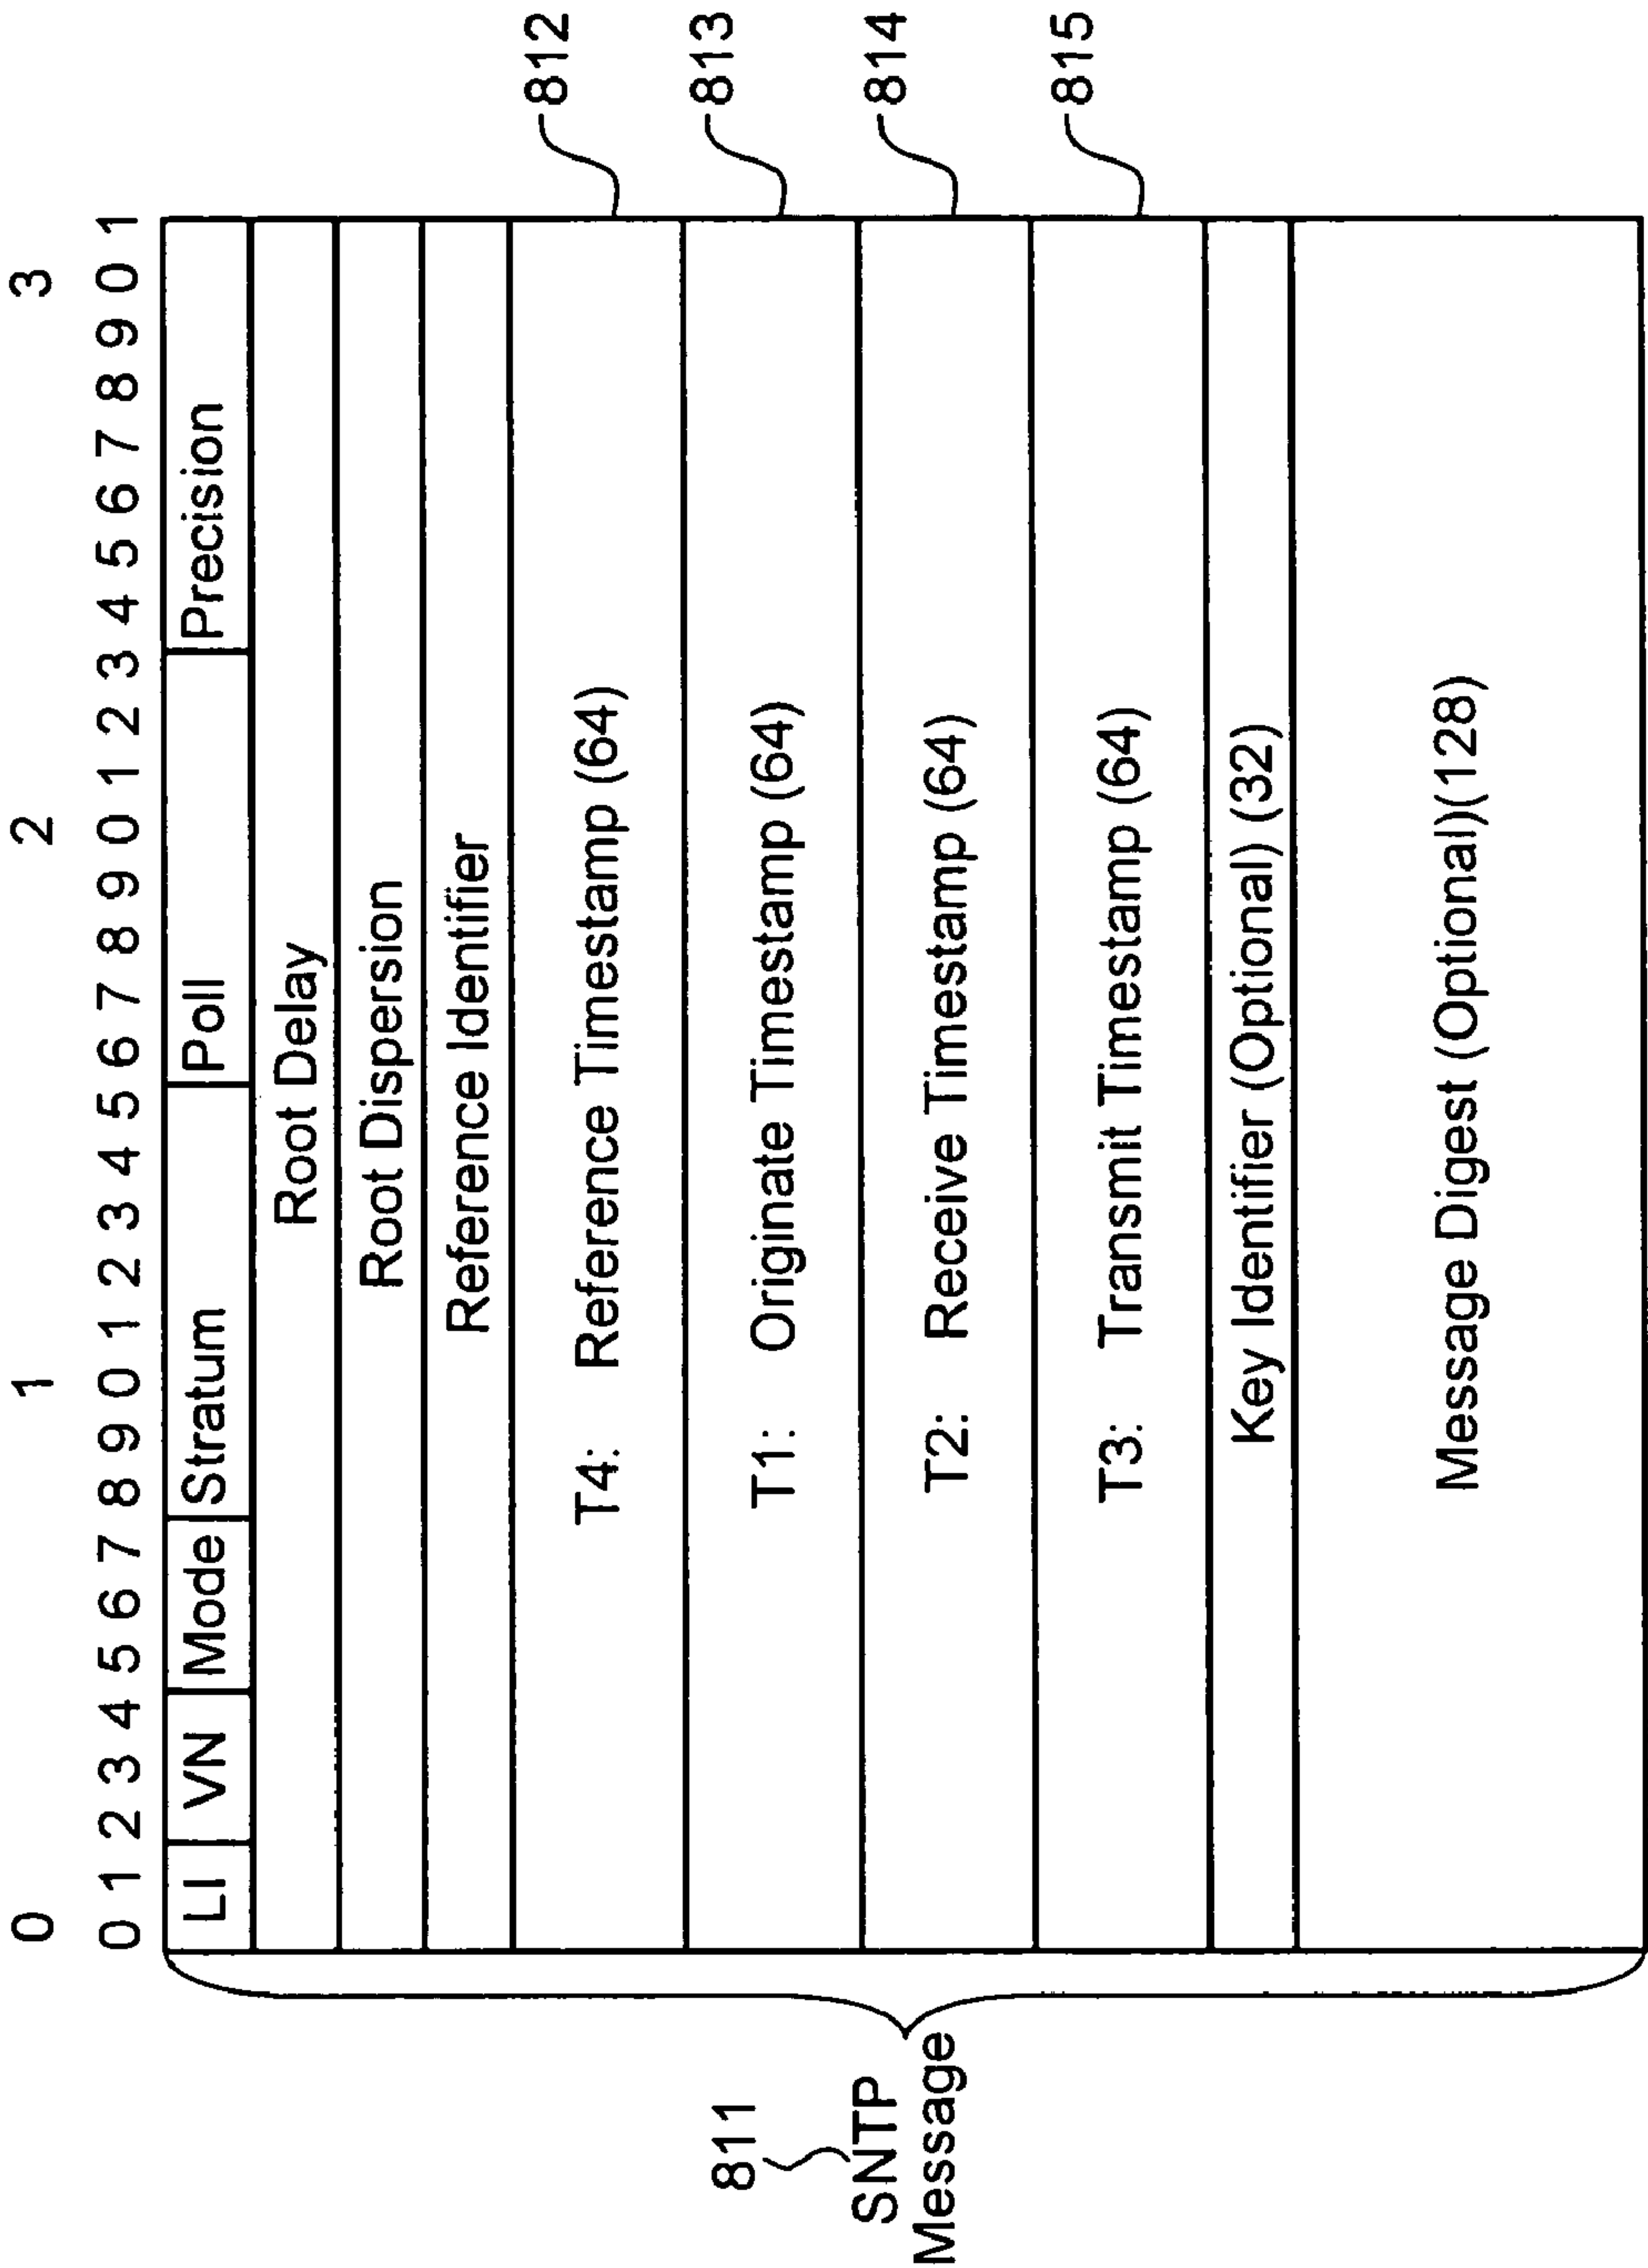 0 1 2 3
0 1 2 3 4 5 6 7 8 9 0 1 2 3 4 5 6 7 8 9 0 1 2 3 4 5 6 7 8 9 0 1
LI VN Mode Stratum Poll Precision
Root Delay
Root Dispersion
Reference Identifier
T4: Reference Timestamp (64) 812
T1: Originate Timestamp (64) 813
811
T2: Receive Timestamp (64) 814
SNTP
Message
T3: Transmit Timestamp (64) 815
Key Identifier (Optional) (32)
Message Digest (Optional)(128)